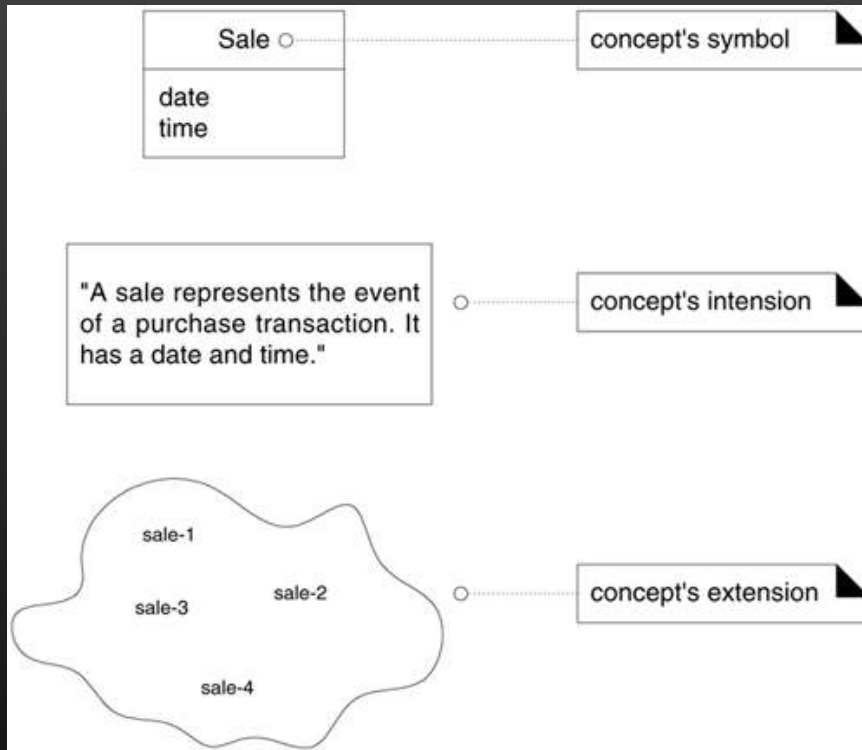 Sale
concept's symbol
date
time
"A sale represents the event
of a purchase transaction. It
has a date and time."
concept's intension
sale-1
sale-2
sale-3
sale-4
concept's extension